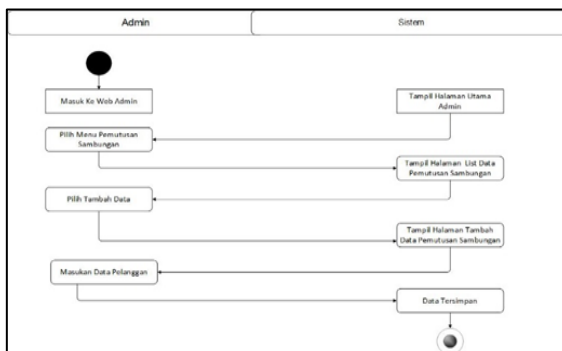 Admin
Sistem
Masuk Ke Web Admin
Tampil Halaman Utama
Admin
Pilih Menu Pemutusan
Sambungan
Tampil Halaman List Data
Pemutusan Sambungan
Pilih Tambah Data
Tampil Halaman Tambah
Data Pemutusan Sambungan
Masukan Data Pelanggan
Data Tersimpan